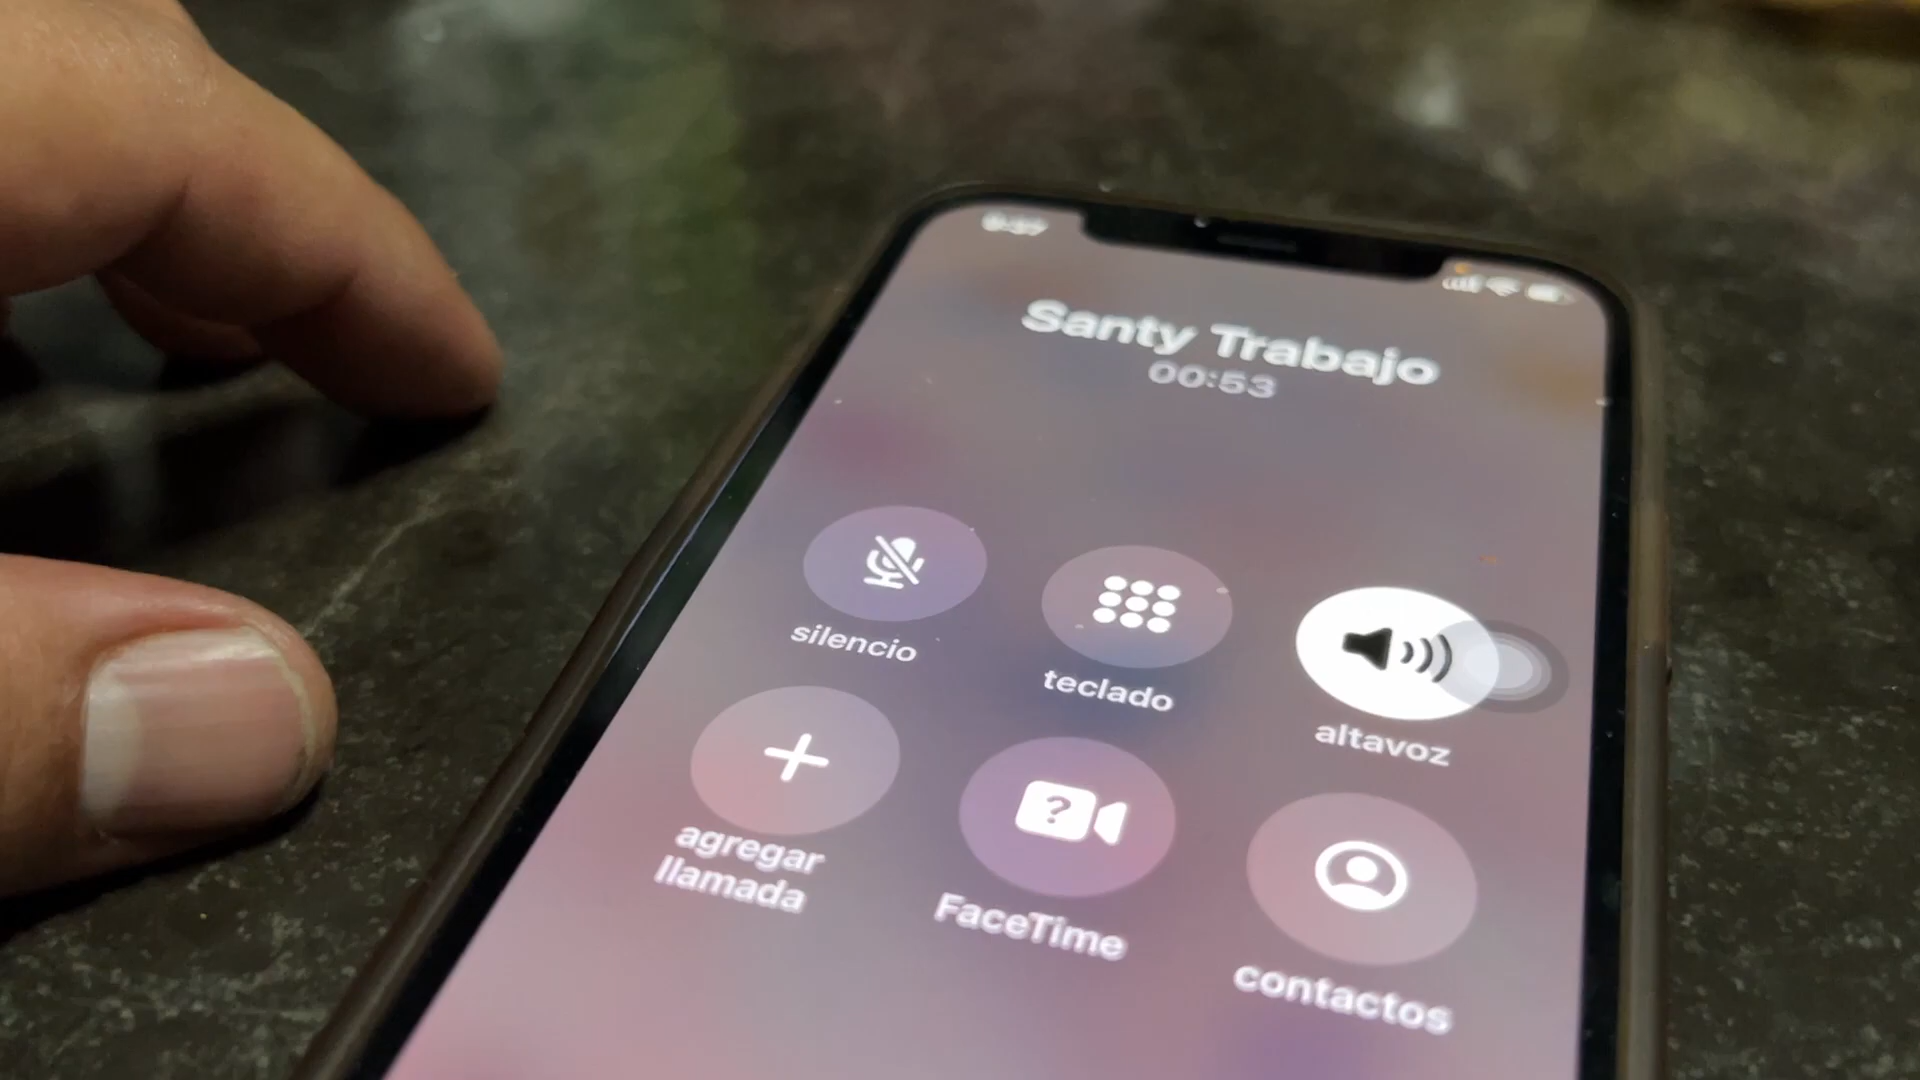 Santy Trabajo
00:53
silencio
teclado
altavoz
agregar
llamada
FaceTime
contactos